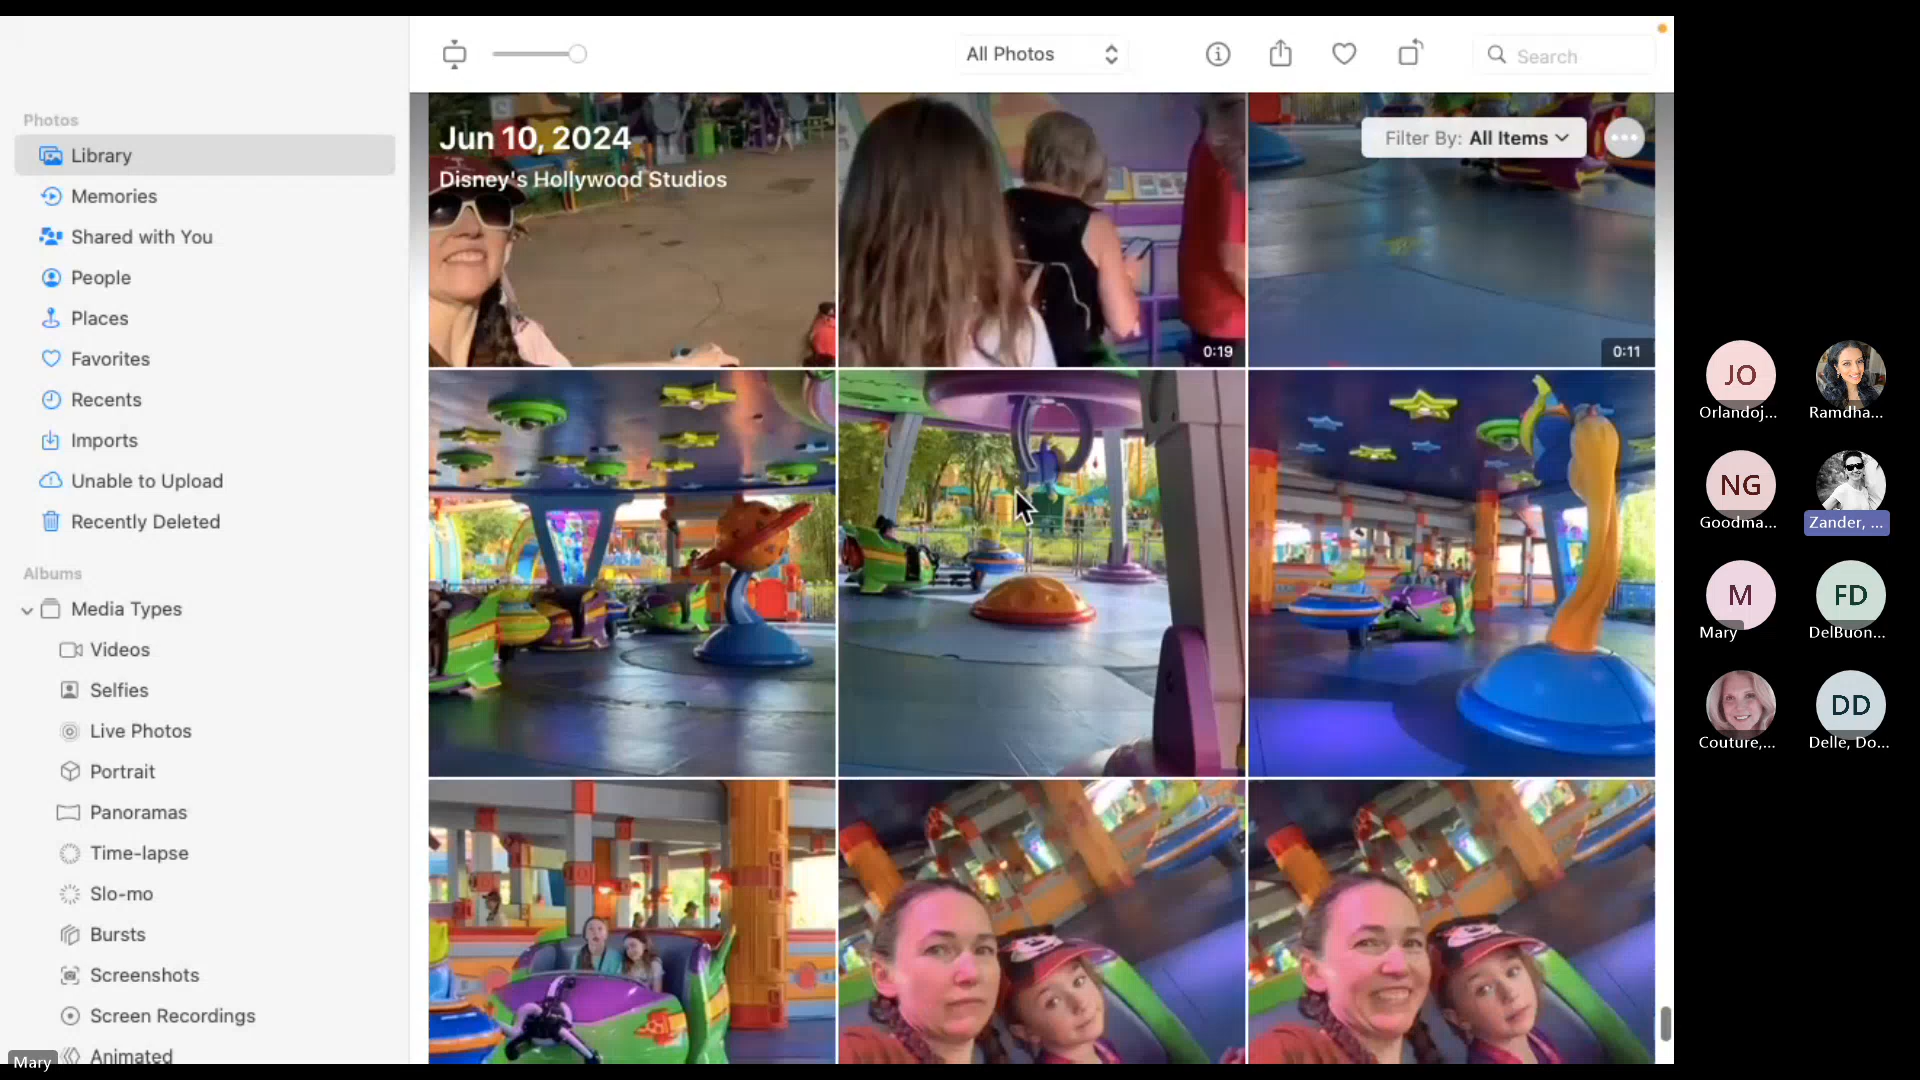 All Photos
Search
Photos
Library
Memories
Shared with You
People
Places
Favorites
Recents
Imports
Unable to Upload
Recently Deleted
Albums
Media Types
Videos
Selfies
Live Photos
Portrait
Panoramas
Time-lapse
Slo-mo
Bursts
Screenshots
Screen Recordings
Animated
Mary
Jun 10, 2024
Disney's Hollywood Studios
Filter By: All Items
0:19
0:11
JO
Orlandoj...
Ramdha...
NG
Goodma...
Zander, ...
M
Mary
FD
DelBuon...
Couture,...
DD
Delle, Do...